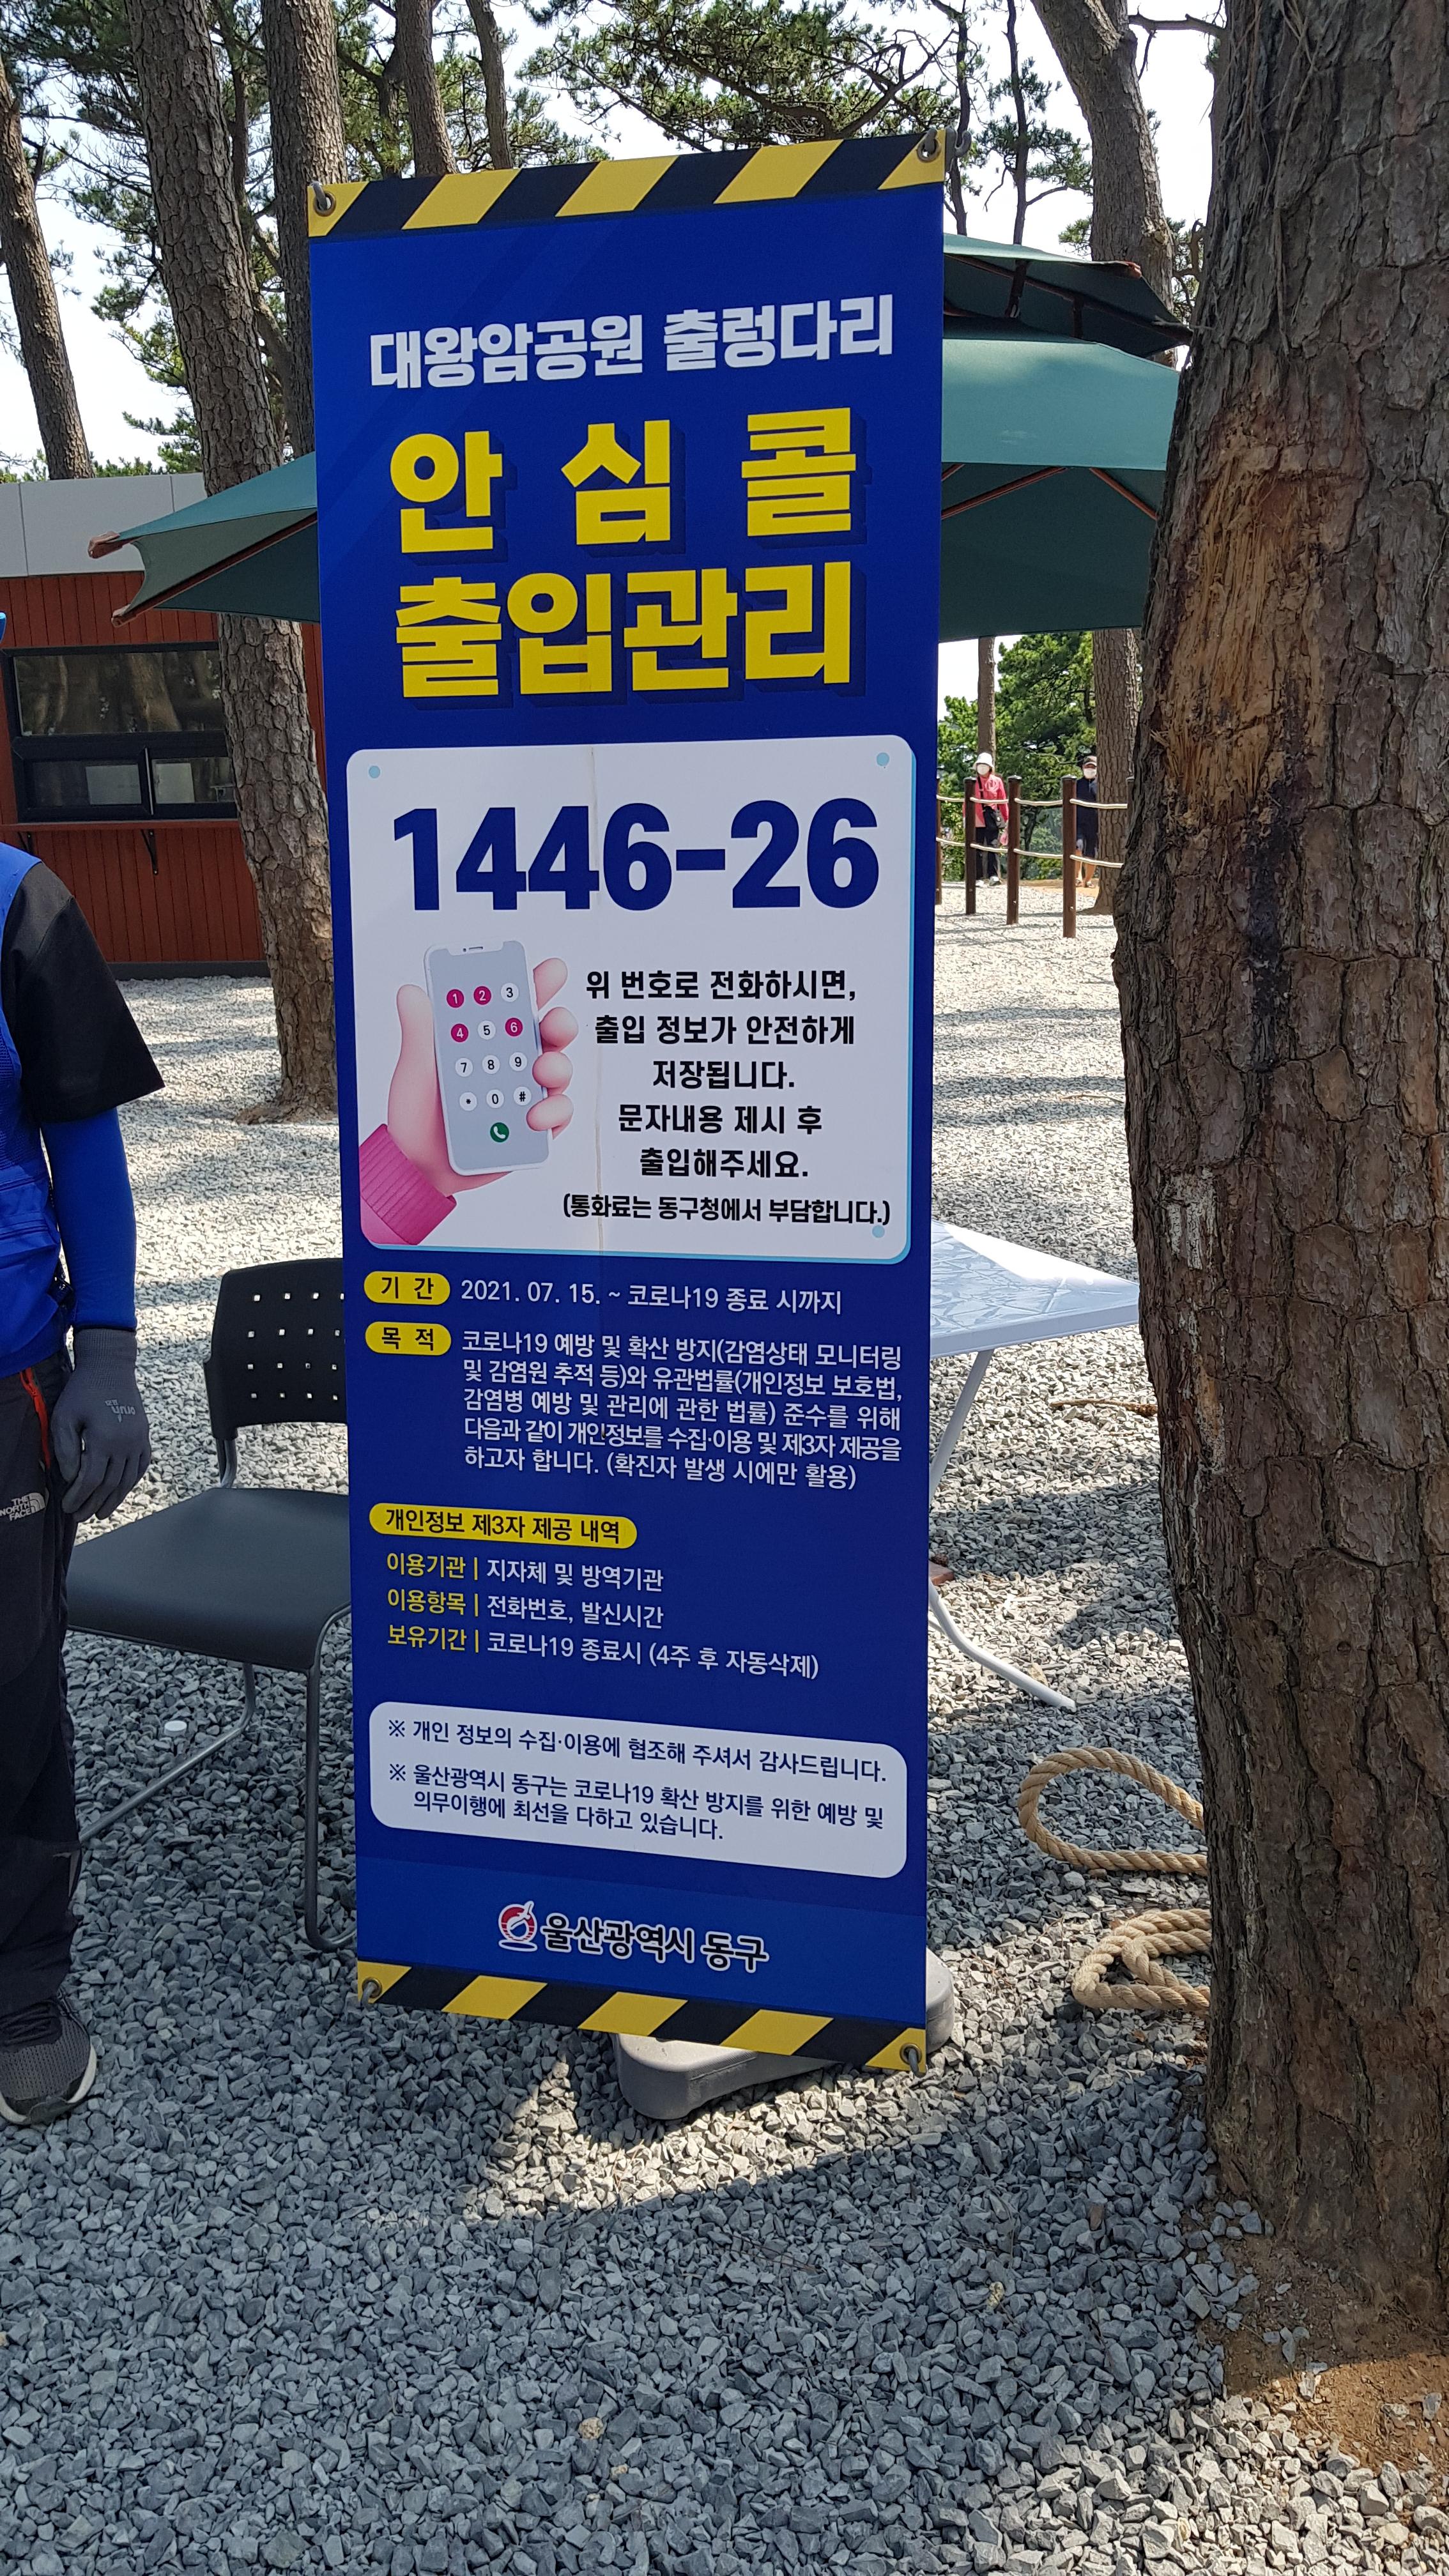 대왕암공원 출렁다리
안심콜
출입관리
1446-26
1 2 3
4 5 6
7 8 9
0 #
위 번호로 전화하시면,
출입 정보가 안전하게
저장됩니다.
문자내용 제시 후
출입해주세요.
(통화료는 동구청에서 부담합니다.)
기 간 2021. 07. 15. ~ 코로나19 종료 시까지
목 적 코로나19 예방 및 확산 방지(감염상태 모니터링
및 감염원 추적 등)와 유관법률(개인정보 보호법,
감염병 예방 및 관리에 관한 법률) 준수를 위해
다음과 같이 개인정보를 수집·이용 및 제3자 제공을
하고자 합니다. (확진자 발생 시에만 활용)
개인정보 제3자 제공 내역
이용기관 | 지자체 및 방역기관
이용항목 | 전화번호, 발신시간
보유기간 | 코로나19 종료시 (4주 후 자동삭제)
※ 개인 정보의 수집·이용에 협조해 주셔서 감사드립니다.
※ 울산광역시 동구는 코로나19 확산 방지를 위한 예방 및
의무이행에 최선을 다하고 있습니다.
울산광역시 동구
THE
NORTH
FACE